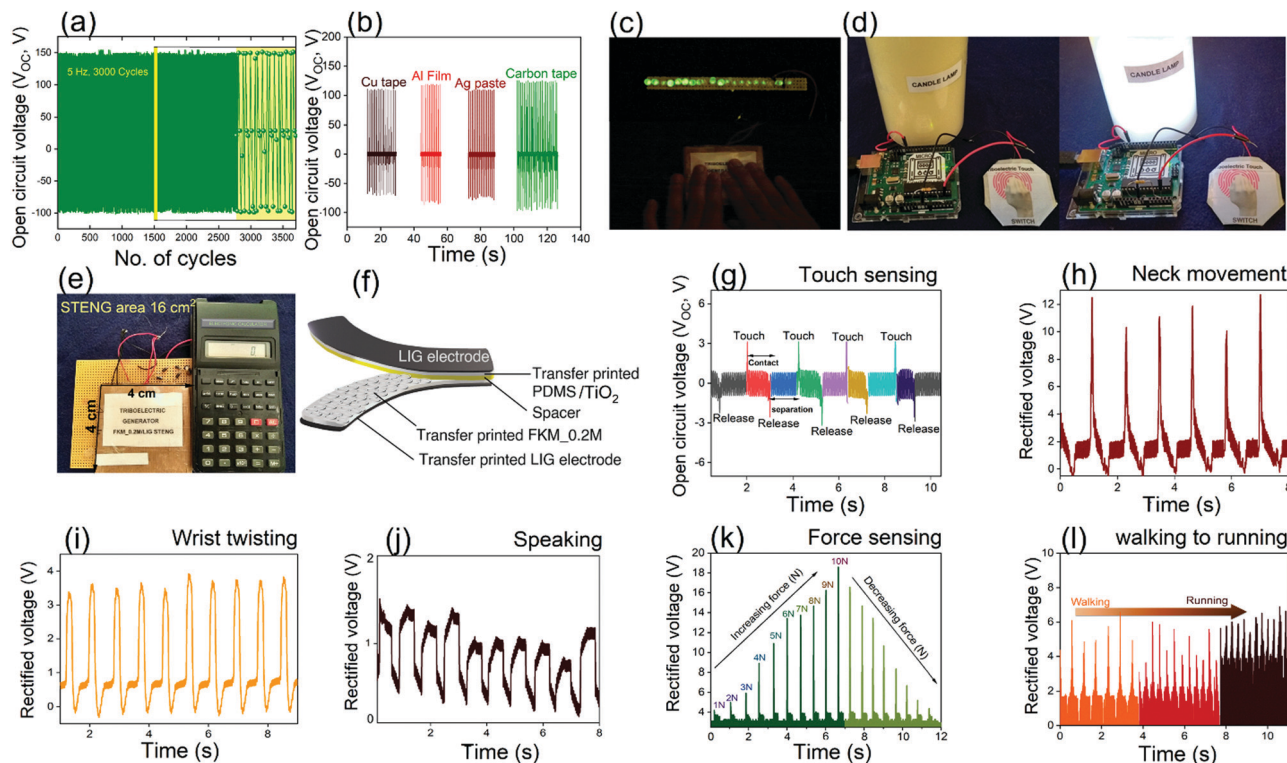 (a)
Open circuit voltage (VOC, V)
150
100
50
0
-50
-100
5 Hz, 3000 Cycles
0 500 1500 2500 3000 3500
No. of cycles
(b)
Open circuit voltage (VOC, V)
200
150
100
50
0
-50
-100
Cu tape
Al Film
Ag paste
Carbon tape
0 20 40 60 80 100 120 140
Time (s)
(c)
(d)
CANDLE LAMP
SWITCH
CANDLE LAMP
SWITCH
(e)
STENG area 16 cm2
4 cm
4 cm
TRIBOELECTRIC
GENERATOR
FKM_0.2M/LIG STENG
(f)
LIG electrode
Transfer printed
PDMS/TiO2
Spacer
Transfer printed FKM_0.2M
Transfer printed LIG electrode
(g) Touch sensing
Open circuit voltage (VOC, V)
6
3
0
-3
-6
Touch Touch Touch Touch
Contact
separation
Release Release Release Release Release
2 4 6 8 10
Time (s)
(h) Neck movement
Rectified voltage (V)
12
10
8
6
4
2
0
0 2 4 6 8
Time (s)
(i) Wrist twisting
Rectified voltage (V)
4
3
2
1
0
2 4 6 8
Time (s)
(j) Speaking
Rectified voltage (V)
2
1
0
0 2 4 6 8
Time (s)
(k) Force sensing
Rectified voltage (V)
20
18
16
14
12
10
8
6
4
1N 2N 3N 4N 5N 6N 7N 8N 9N 10N
Increasing force (N)
Decreasing force (N)
0 2 4 6 8 10 12
Time (s)
(l) walking to running
Rectified voltage (V)
10
8
6
4
2
0
Walking
Running
0 2 4 6 8 10
Time (s)